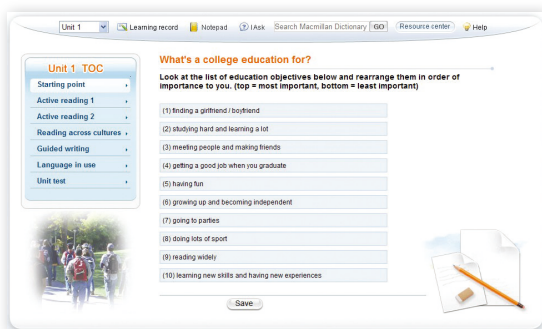 Unit 1
Learning record
Notepad
IAsk
Search Macmillan Dictionary
GO
Resource center
Help
Unit 1 TOC
Starting point
Active reading 1
Active reading 2
Reading across cultures
Guided writing
Language in use
Unit test
What's a college education for?
Look at the list of education objectives below and rearrange them in order of
importance to you. (top = most important, bottom = least important)
(1) finding a girlfriend / boyfriend
(2) studying hard and learning a lot
(3) meeting people and making friends
(4) getting a good job when you graduate
(5) having fun
(6) growing up and becoming independent
(7) going to parties
(8) doing lots of sport
(9) reading widely
(10) learning new skills and having new experiences
Save